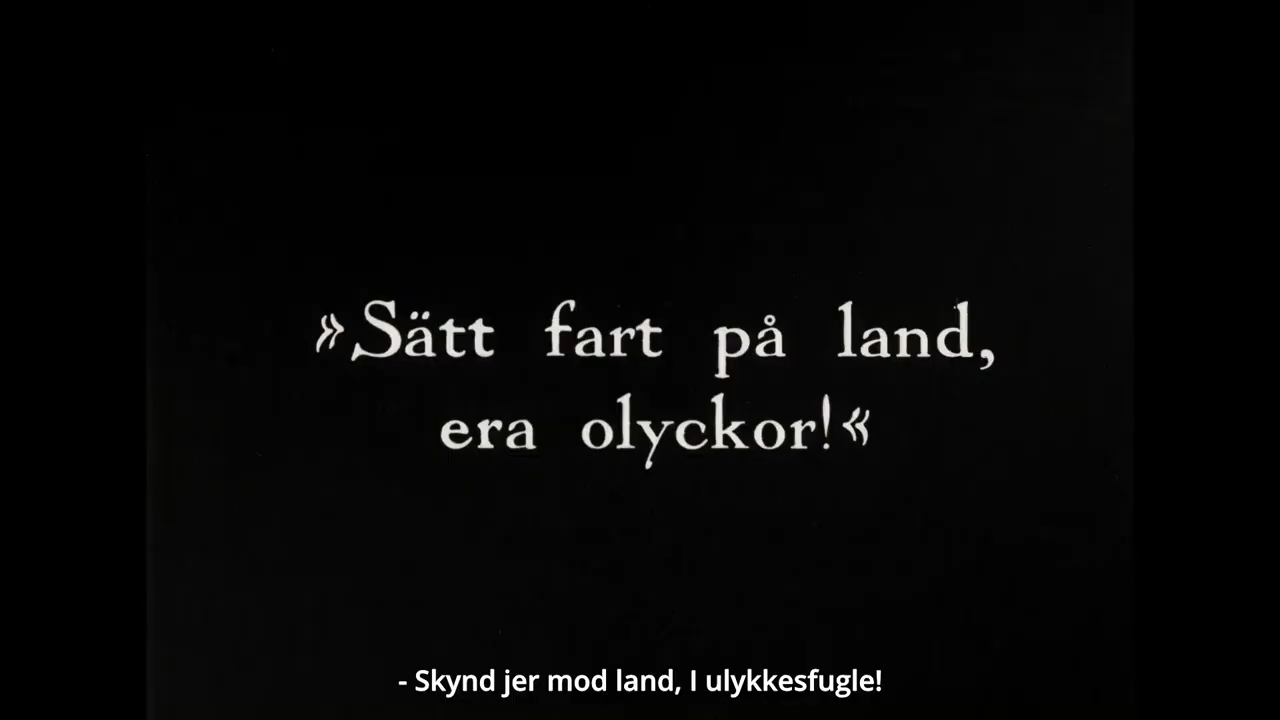 »Sätt fart på land,
era olyckor!«
- Skynd jer mod land, I ulykkesfugle!